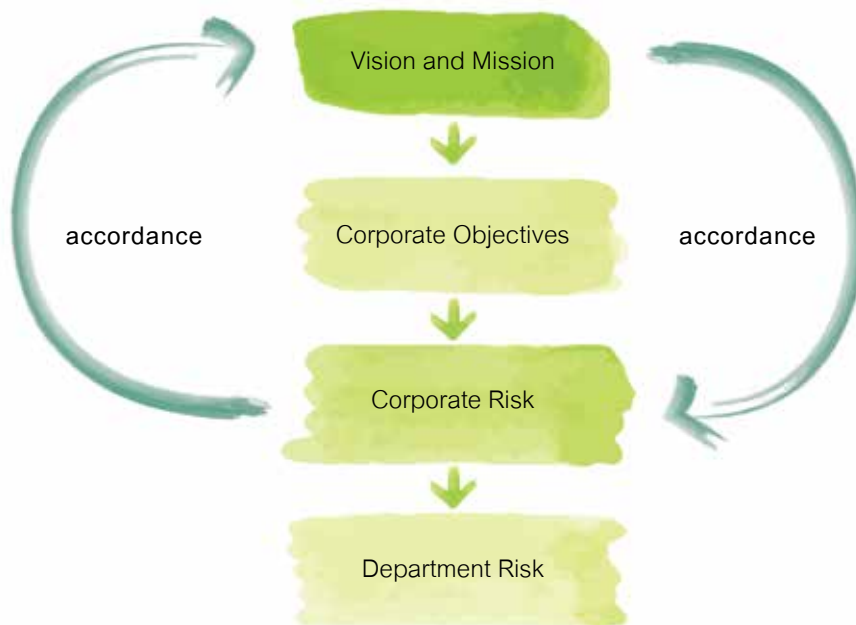 Vision and Mission
accordance
Corporate Objectives
accordance
Corporate Risk
Department Risk